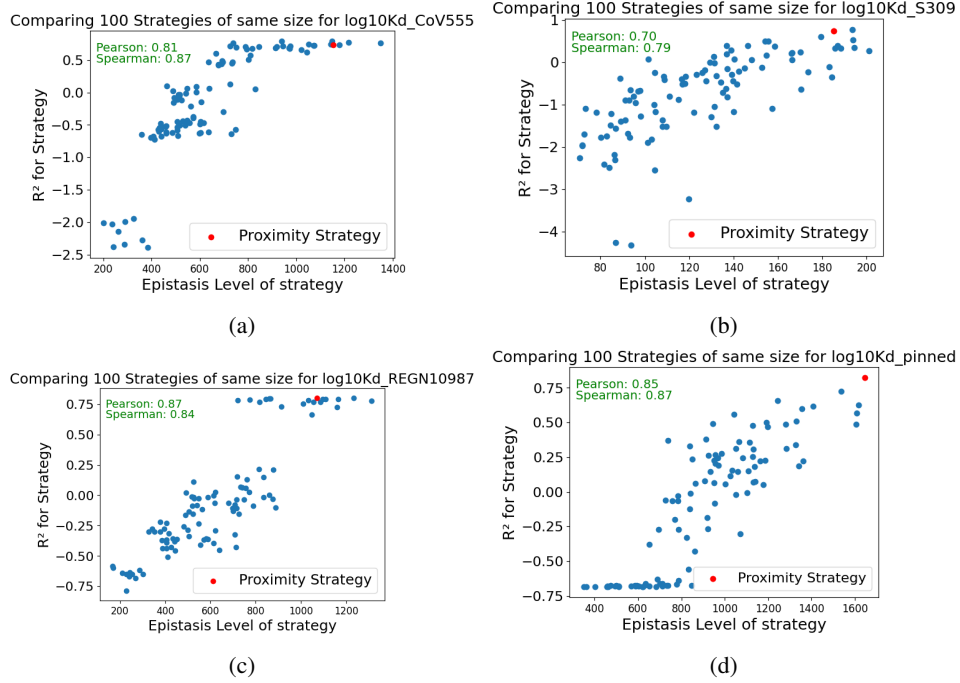 Comparing 100 Strategies of same size for log10Kd_CoV555
Pearson: 0.81
Spearman: 0.87
R² for Strategy
0.5
0.0
−0.5
−1.0
−1.5
−2.0
−2.5
Proximity Strategy
200 400 600 800 1000 1200 1400
Epistasis Level of strategy
(a)
Comparing 100 Strategies of same size for log10Kd_S309
Pearson: 0.70
Spearman: 0.79
R² for Strategy
1
0
−1
−2
−3
−4
Proximity Strategy
80 100 120 140 160 180 200
Epistasis Level of strategy
(b)
Comparing 100 Strategies of same size for log10Kd_REGN10987
Pearson: 0.87
Spearman: 0.84
R² for Strategy
0.75
0.50
0.25
0.00
−0.25
−0.50
−0.75
Proximity Strategy
200 400 600 800 1000 1200
Epistasis Level of strategy
(c)
Comparing 100 Strategies of same size for log10Kd_pinned
Pearson: 0.85
Spearman: 0.87
R² for Strategy
0.75
0.50
0.25
0.00
−0.25
−0.50
−0.75
Proximity Strategy
400 600 800 1000 1200 1400 1600
Epistasis Level of strategy
(d)